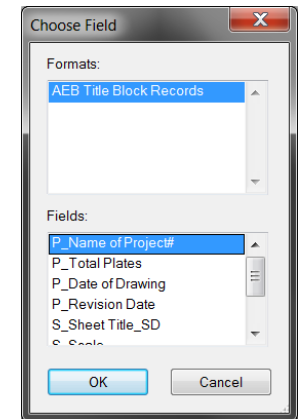 Choose Field
Formats:
AEB Title Block Records
Fields:
P_Name of Project#
P_Total Plates
P_Date of Drawing
P_Revision Date
S_Sheet Title_SD
S_Scale
OK
Cancel